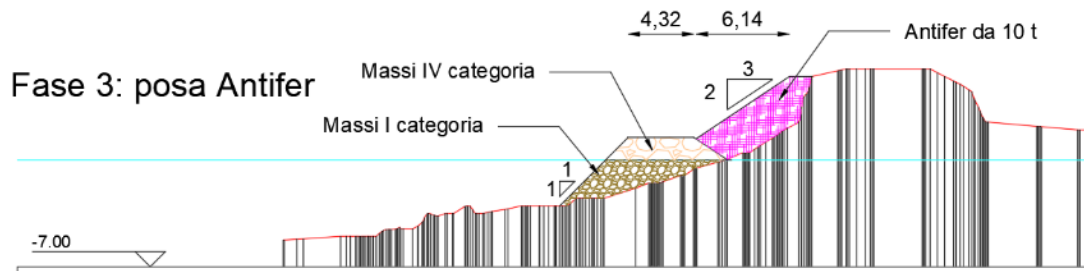 4,32
6,14
Antifer da 10 t
Massi IV categoria
3
2
Fase 3: posa Antifer
Massi I categoria
1
1
-7.00